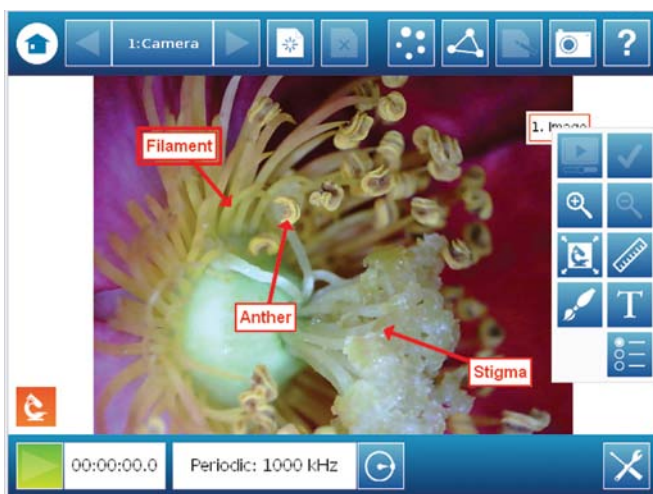 1:Camera
?
1. Image
Filament
T
Anther
Stigma
00:00:00.0
Periodic: 1000 kHz